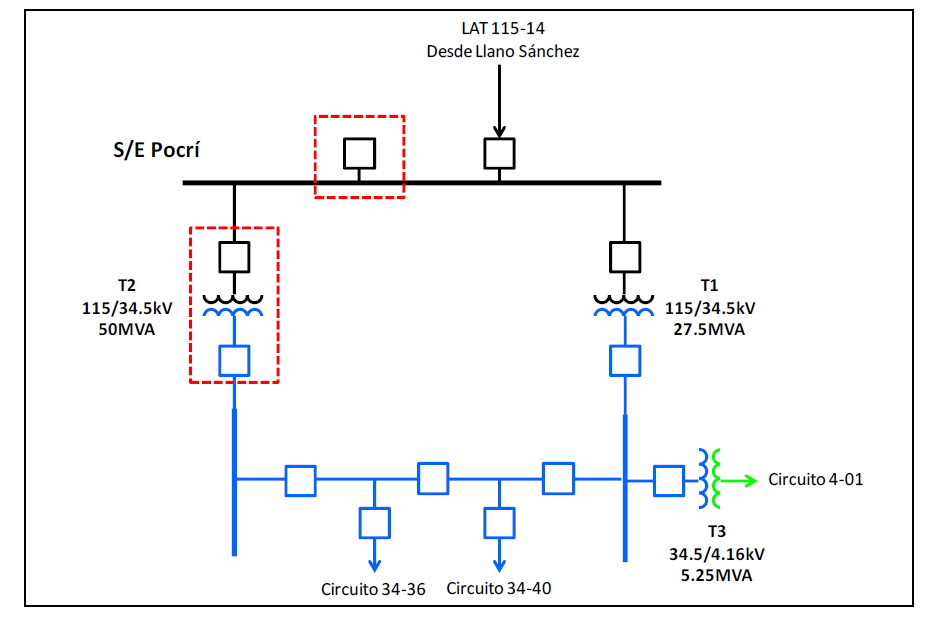 LAT 115-14
Desde Llano Sánchez
S/E Pocrí
T2
115/34.5kV
50MVA
T1
115/34.5kV
27.5MVA
Circuito 4-01
T3
34.5/4.16kV
5.25MVA
Circuito 34-36
Circuito 34-40